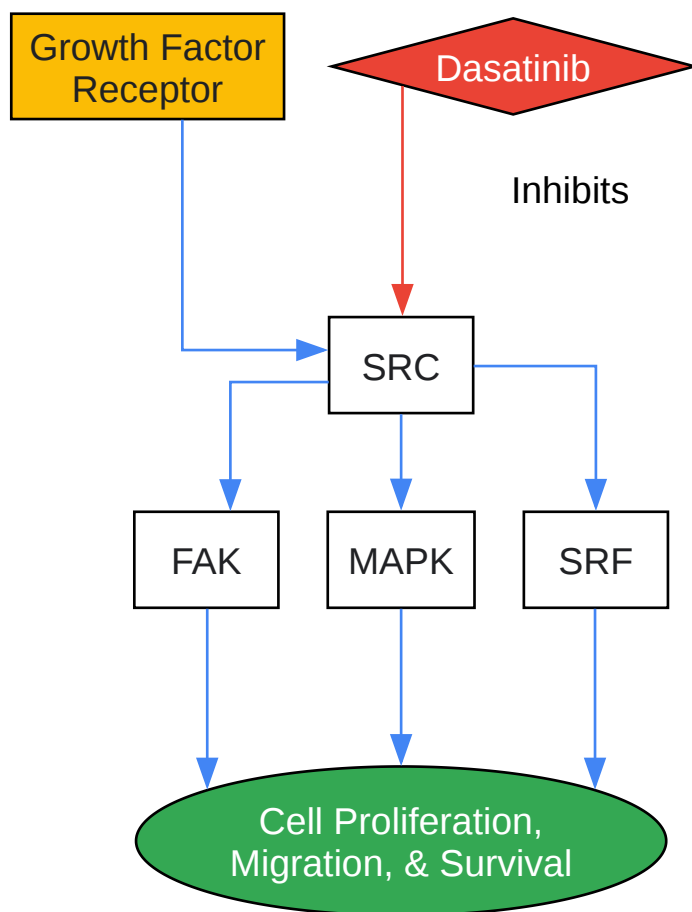 Growth Factor
Receptor
Dasatinib
Inhibits
SRC
FAK
MAPK
SRF
Cell Proliferation,
Migration, & Survival